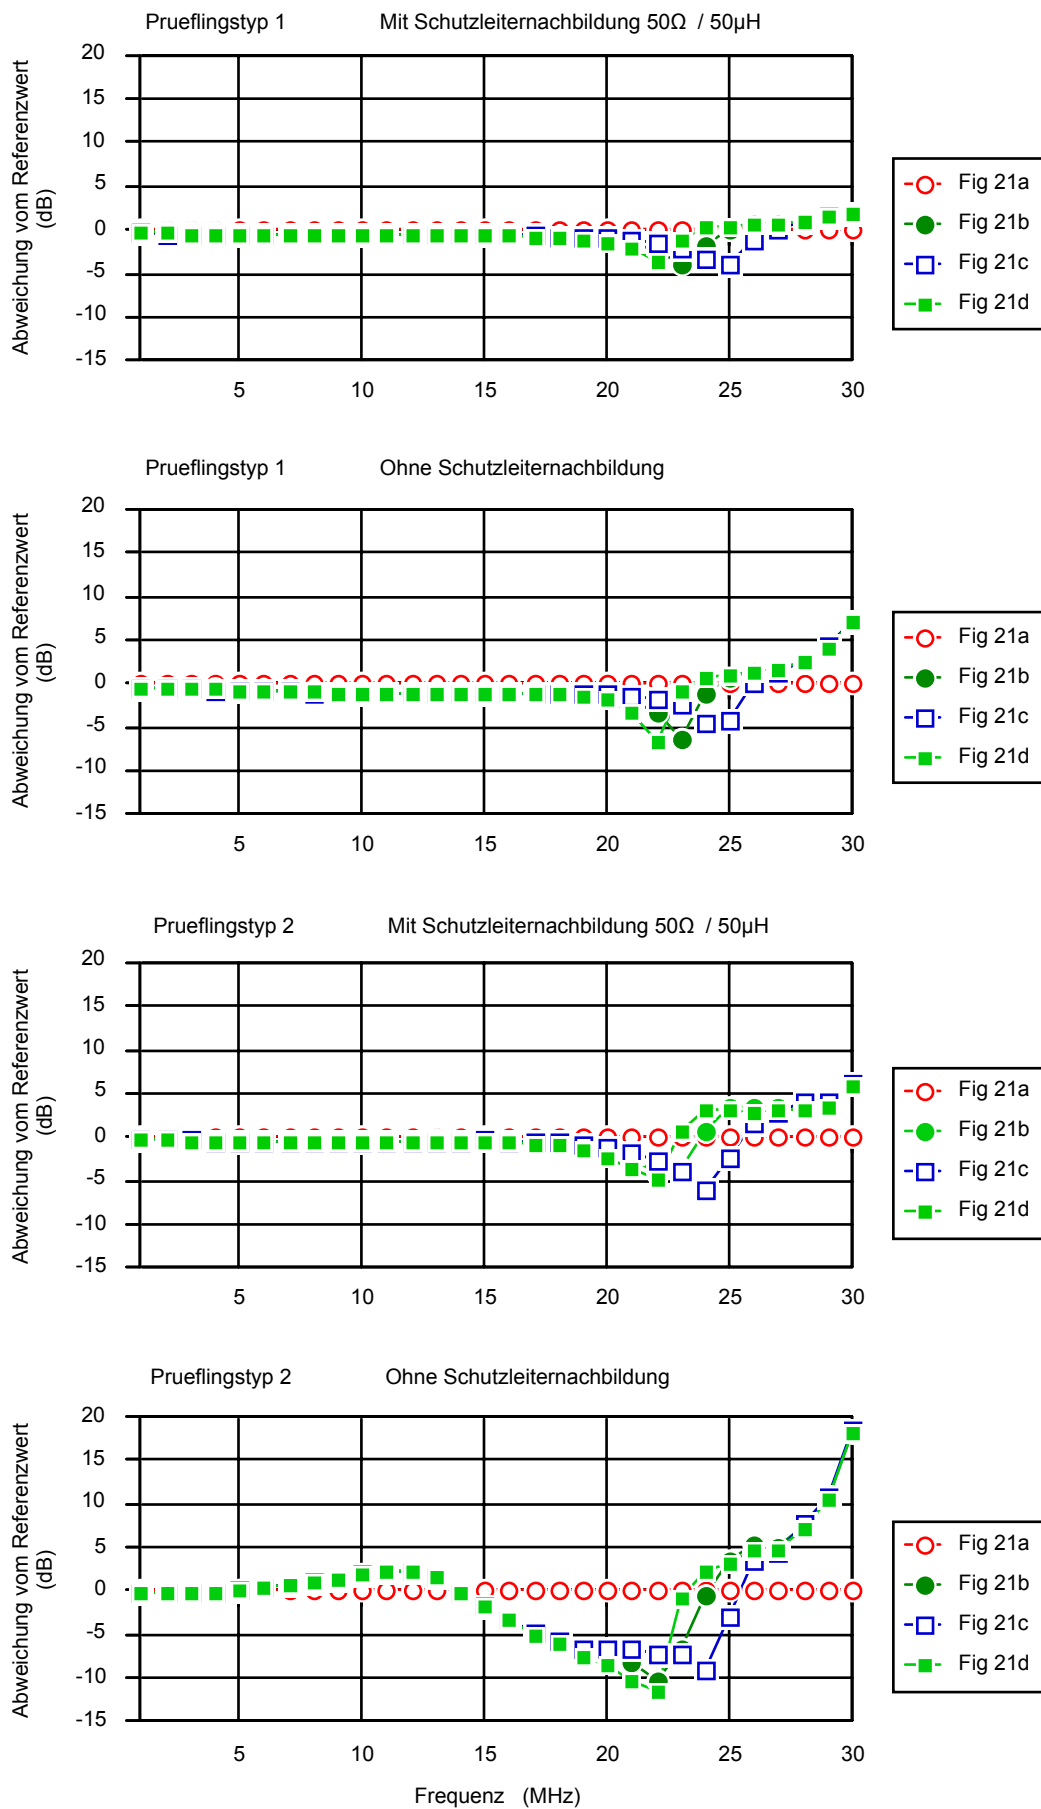 Prueflingstyp 1 Mit Schutzleiternachbildung 50Ω / 50µH
Abweichung vom Referenzwert
(dB)
20
15
10
5
0
-5
-10
-15
5 10 15 20 25 30
Fig 21a
Fig 21b
Fig 21c
Fig 21d
Prueflingstyp 1 Ohne Schutzleiternachbildung
Abweichung vom Referenzwert
(dB)
20
15
10
5
0
-5
-10
-15
5 10 15 20 25 30
Fig 21a
Fig 21b
Fig 21c
Fig 21d
Prueflingstyp 2 Mit Schutzleiternachbildung 50Ω / 50µH
Abweichung vom Referenzwert
(dB)
20
15
10
5
0
-5
-10
-15
5 10 15 20 25 30
Fig 21a
Fig 21b
Fig 21c
Fig 21d
Prueflingstyp 2 Ohne Schutzleiternachbildung
Abweichung vom Referenzwert
(dB)
20
15
10
5
0
-5
-10
-15
5 10 15 20 25 30
Fig 21a
Fig 21b
Fig 21c
Fig 21d
Frequenz (MHz)